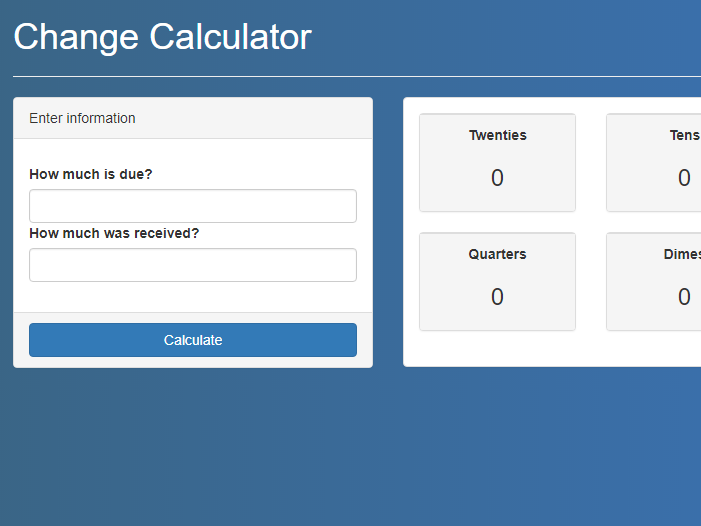 Change Calculator
Enter information
How much is due?
How much was received?
Calculate
Twenties
Tens
0
0
Quarters
Dimes
0
0